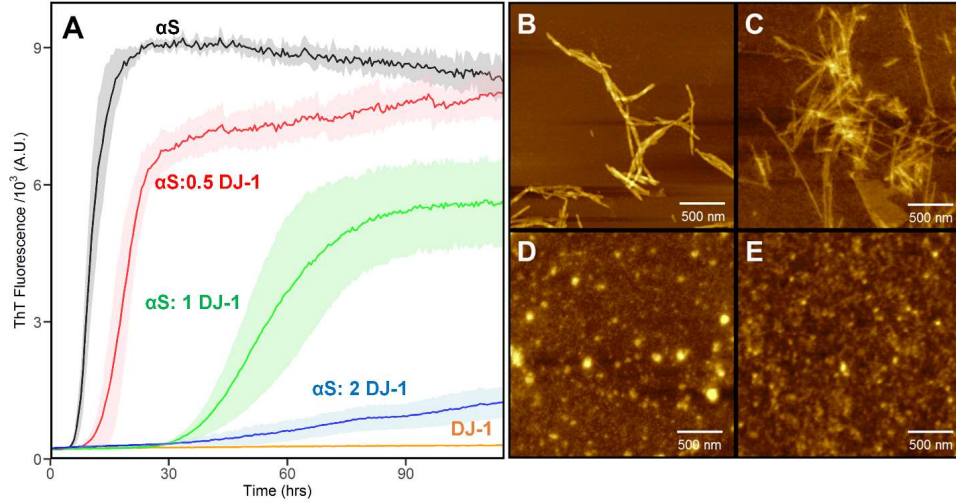 A
αS
αS:0.5 DJ-1
αS: 1 DJ-1
αS: 2 DJ-1
DJ-1
ThT Fluorescence /10³ (A.U.)
9
6
3
0
0 30 60 90
Time (hrs)
B
500 nm
C
500 nm
D
500 nm
E
500 nm